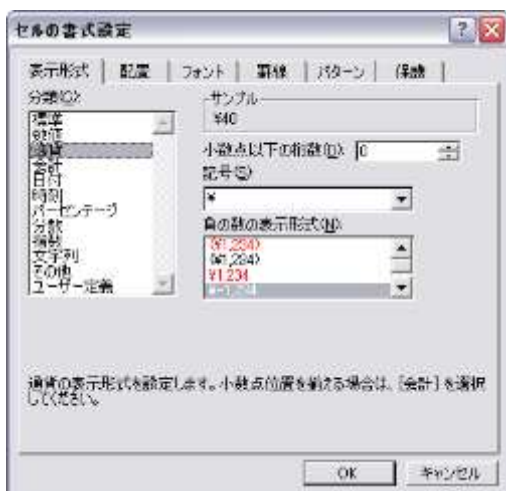 セルの書式設定
表示形式 配置 フォント 罫線 パターン 保護
分類(C):
標準
数値
通貨
会計
日付
時刻
パーセンテージ
分数
指数
文字列
その他
ユーザー定義
サンプル
¥40
小数点以下の桁数(D): 0
記号(S):
¥
負の数の表示形式(N):
(¥1,234)
(¥1,234)
¥1,234
¥-1,234
通貨の表示形式を設定します。小数点位置を揃える場合は、[会計] を選択
してください。
OK キャンセル